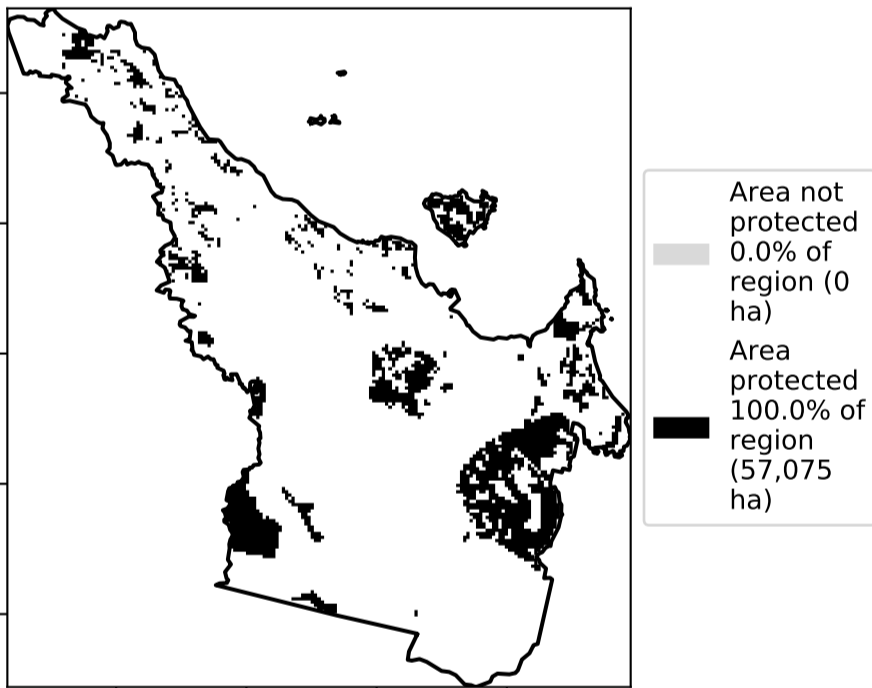 Area not
protected
0.0% of
region (0
ha)
Area
protected
100.0% of
region
(57,075
ha)